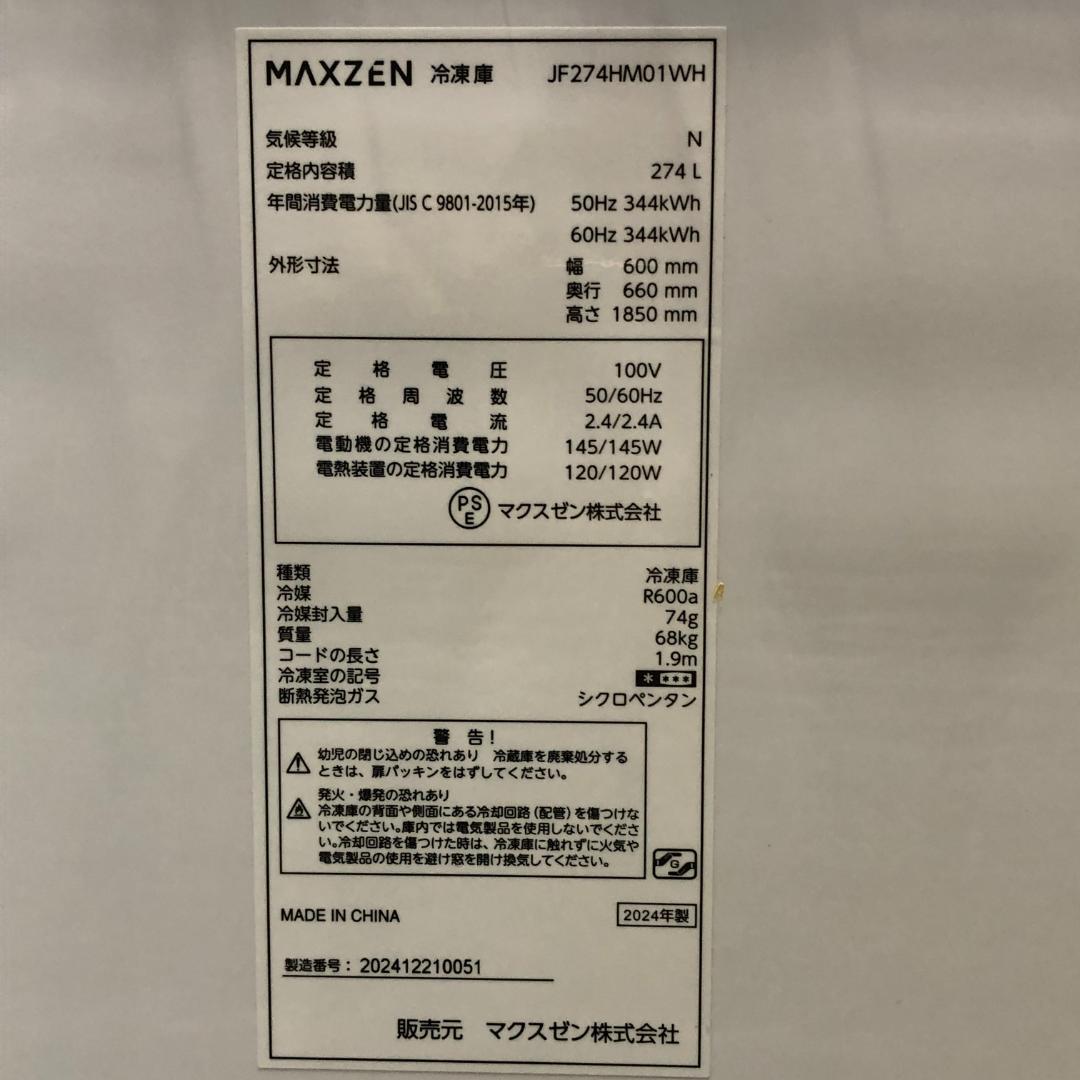 MAXZEN 冷凍庫 JF274HM01WH
気候等級 N
定格内容積 274 L
年間消費電力量(JIS C 9801-2015年) 50Hz 344kWh
60Hz 344kWh
外形寸法 幅 600 mm
奥行 660 mm
高さ 1850 mm
定格電圧 100V
定格周波数 50/60Hz
定格電流 2.4/2.4A
電動機の定格消費電力 145/145W
電熱装置の定格消費電力 120/120W
PSE マクスゼン株式会社
種類 冷凍庫
冷媒 R600a
冷媒封入量 74g
質量 68kg
コードの長さ 1.9m
冷凍室の記号 * ***
断熱発泡ガス シクロペンタン
警 告!
幼児の閉じ込めの恐れあり 冷蔵庫を廃棄処分する
ときは、扉パッキンをはずしてください。
発火・爆発の恐れあり
冷凍庫の背面や側面にある冷却回路(配管)を傷つけな
いでください。庫内では電気製品を使用しないでくださ
い。冷却回路を傷つけた時は、冷凍庫に触れずに火気や
電気製品の使用を避け窓を開け換気してください。
G
MADE IN CHINA 2024年製
製造番号: 202412210051
販売元 マクスゼン株式会社